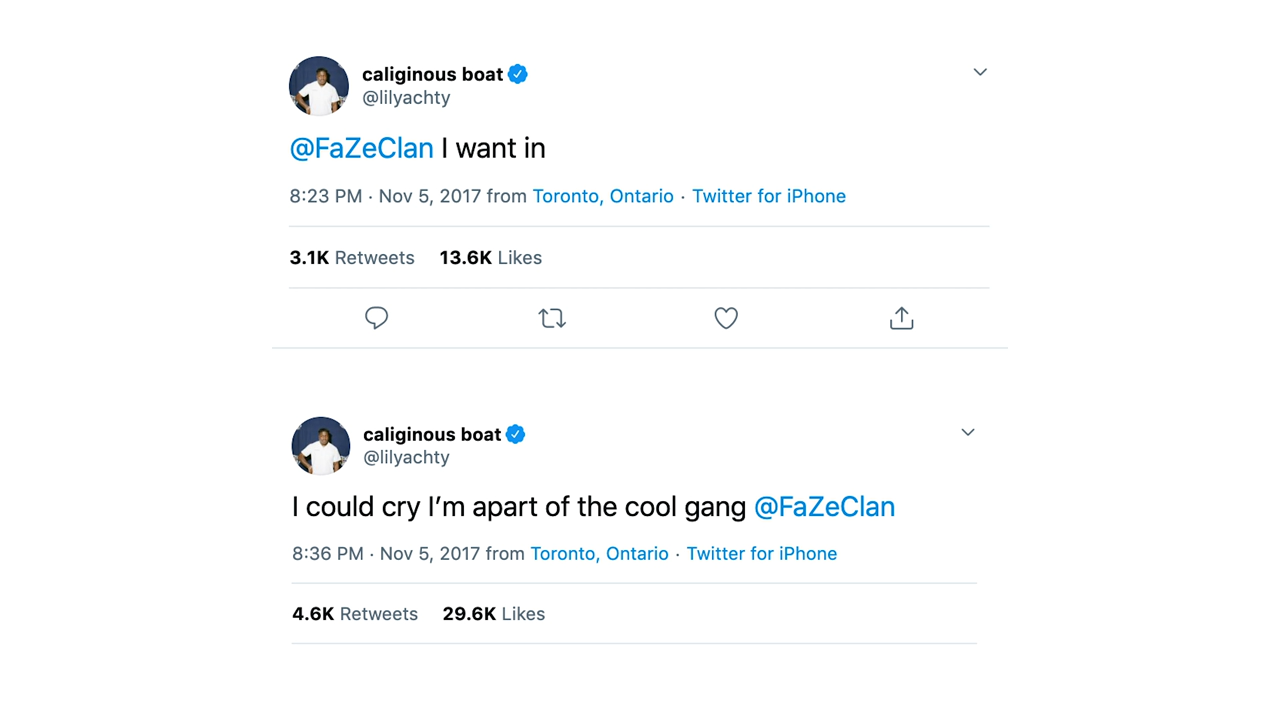 caliginous boat
@lilyachty
@FaZeClan I want in
8:23 PM · Nov 5, 2017 from Toronto, Ontario · Twitter for iPhone
3.1K Retweets 13.6K Likes
caliginous boat
@lilyachty
I could cry I’m apart of the cool gang @FaZeClan
8:36 PM · Nov 5, 2017 from Toronto, Ontario · Twitter for iPhone
4.6K Retweets 29.6K Likes